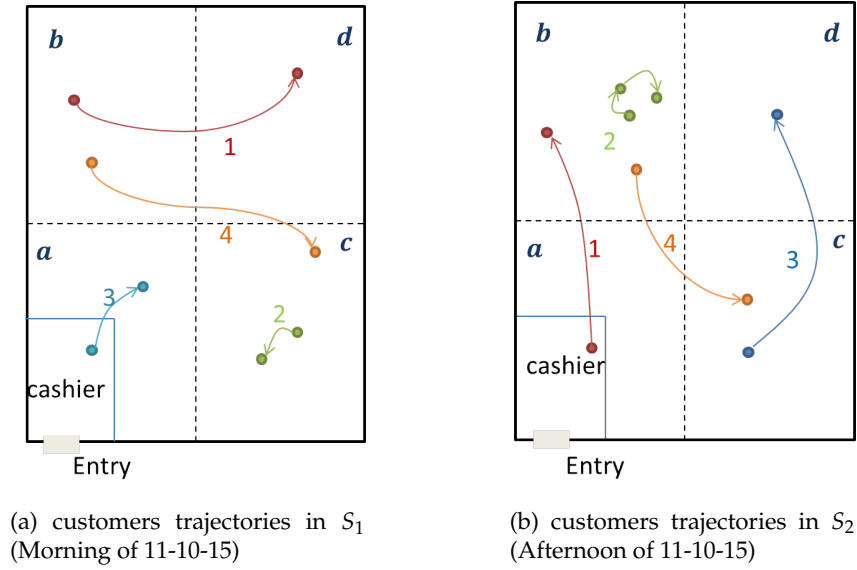 b
d
1
4
a
c
3
2
cashier
Entry
(a) customers trajectories in S₁
(Morning of 11-10-15)
b
d
2
a
1
4
c
3
cashier
Entry
(b) customers trajectories in S₂
(Afternoon of 11-10-15)